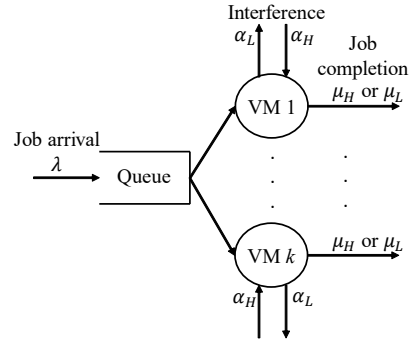 Interference
α_L α_H
Job
completion
μ_H or μ_L
VM 1
Job arrival
λ
Queue
. .
. .
. .
VM k
μ_H or μ_L
α_H α_L